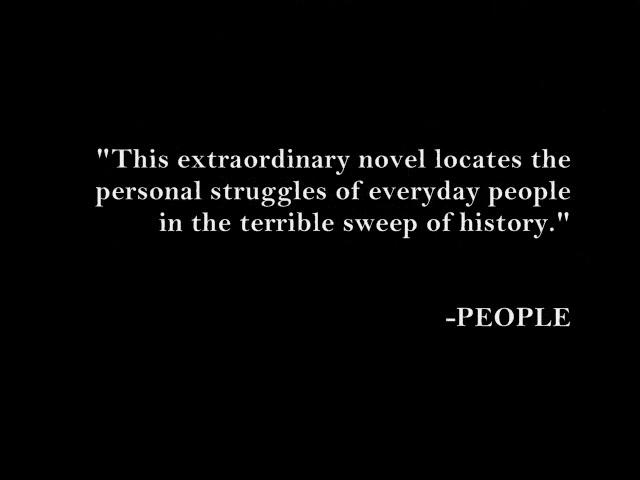 "This extraordinary novel locates the
personal struggles of everyday people
in the terrible sweep of history."
-PEOPLE